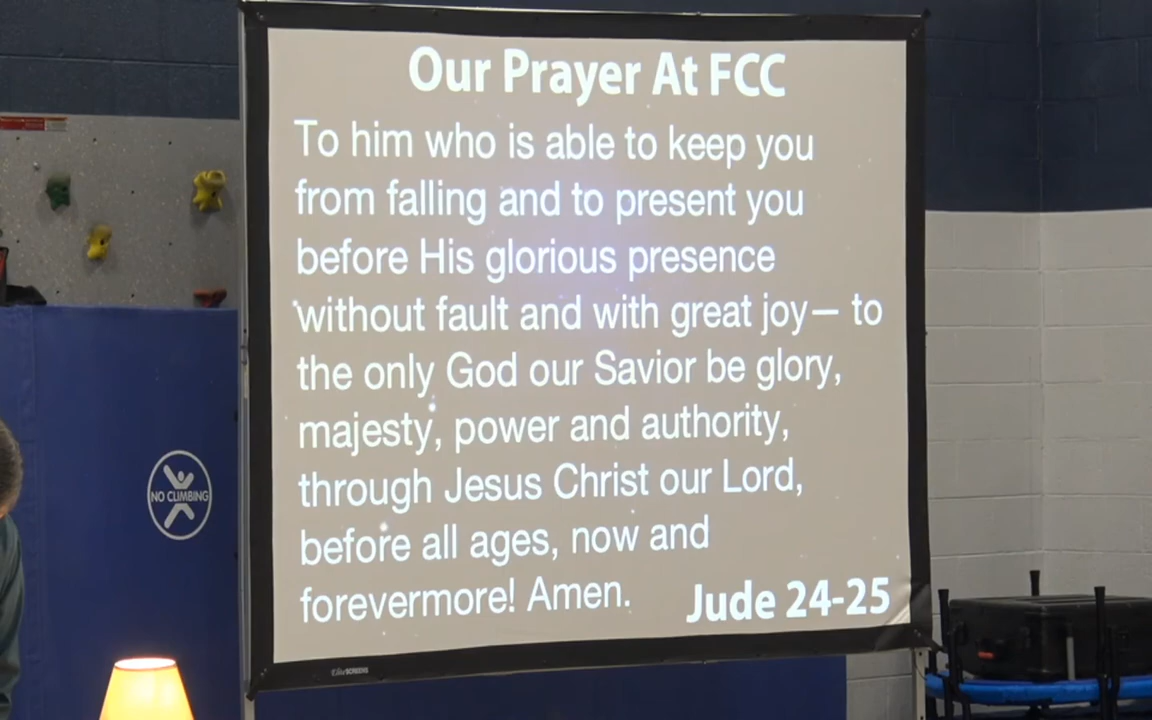 Our Prayer At FCC
To him who is able to keep you
from falling and to present you
before His glorious presence
without fault and with great joy— to
the only God our Savior be glory,
majesty, power and authority,
through Jesus Christ our Lord,
before all ages, now and
forevermore! Amen.
Jude 24-25
NO CLIMBING
EliteSCREENS